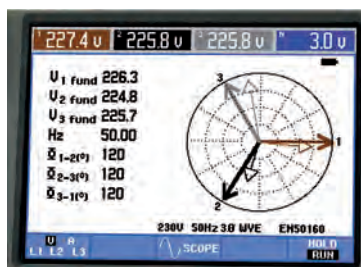 1 227.4 V 2 225.8 V 3 225.8 V N 3.0 V
V1 fund 226.3
V2 fund 224.8
V3 fund 225.7
Hz 50.00
Φ1-2(°) 120
Φ2-3(°) 120
Φ3-1(°) 120
3
1
2
230V 50Hz 3Ø WYE EN50160
V A
L1 L2 L3
SCOPE
HOLD
RUN